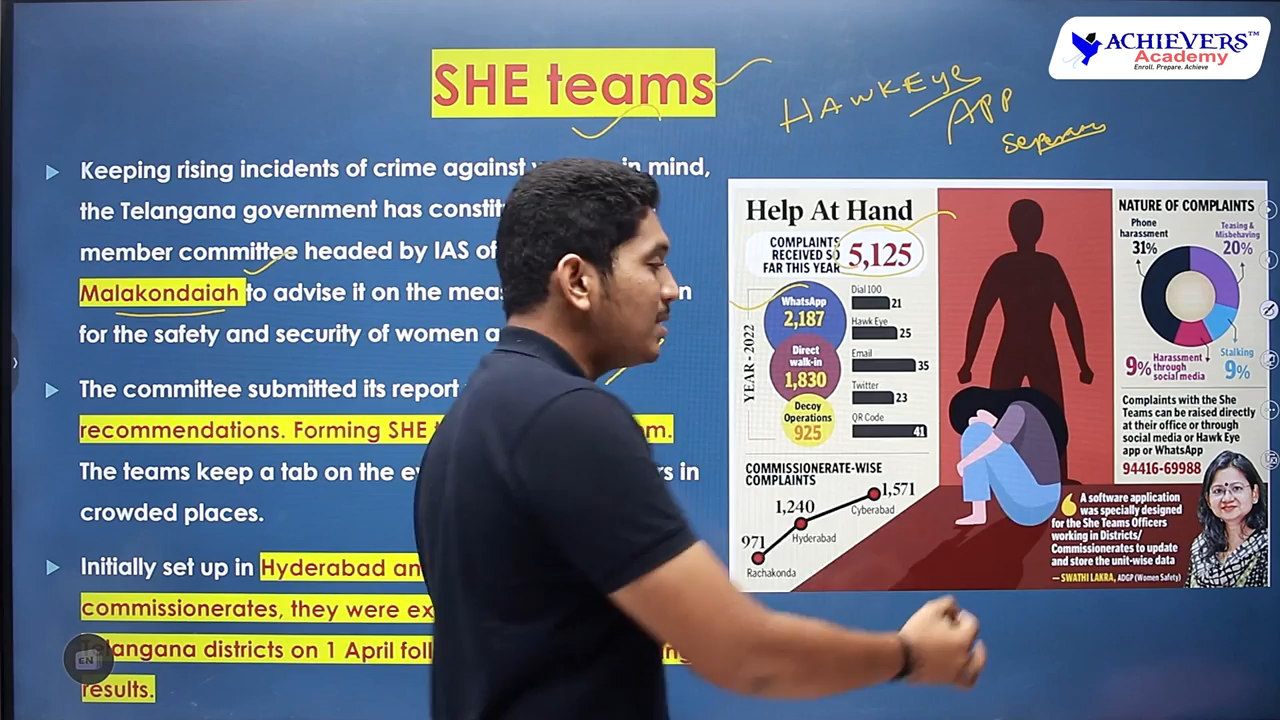 ACHIEVERS™
Academy
Enroll. Prepare. Achieve
SHE teams
HAWKEye
APP
Keeping rising incidents of crime against in mind,
the Telangana government has
member committee headed by IAS
Malakondaiah to advise it on the
for the safety and security of women
The committee submitted its report
recommendations. Forming SHE
The teams keep a tab on the in
crowded places.
Initially set up in Hyderabad
commissionerates, they were
districts on 1 April
results.
EN
Help At Hand
COMPLAINTS
RECEIVED SO
FAR THIS YEAR
5,125
YEAR - 2022
WhatsApp
2,187
Direct
walk-in
1,830
Decoy
Operations
925
Dial 100
21
Hawk Eye
25
Email
35
Twitter
23
QR Code
41
COMMISSIONERATE-WISE
COMPLAINTS
971
Rachakonda
1,240
Hyderabad
1,571
Cyberabad
NATURE OF COMPLAINTS
Phone
harassment
31%
Teasing &
Misbehaving
20%
9% Harassment
through
social media
Stalking
9%
Complaints with the She
Teams can be raised directly
at their office or through
social media or Hawk Eye
app or WhatsApp
94416-69988
A software application
was specially designed
for the She Teams Officers
working in Districts/
Commissionerates to update
and store the unit-wise data
— SWATHI LAKRA, ADGP (Women Safety)